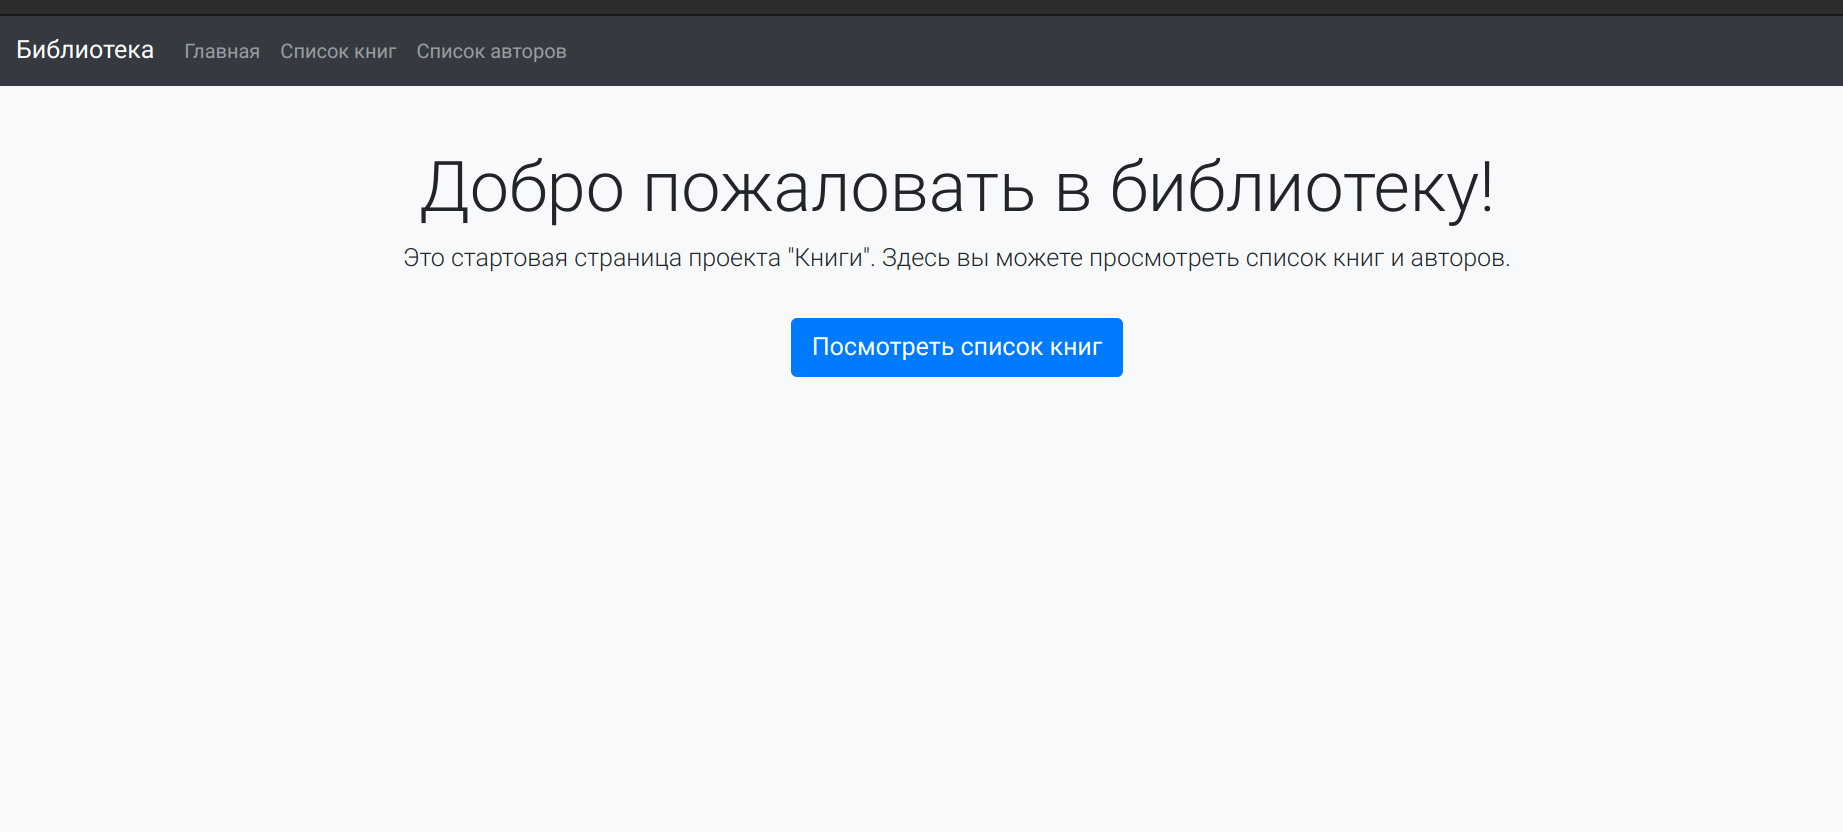 Библиотека Главная Список книг Список авторов
Добро пожаловать в библиотеку!
Это стартовая страница проекта "Книги". Здесь вы можете просмотреть список книг и авторов.
Посмотреть список книг